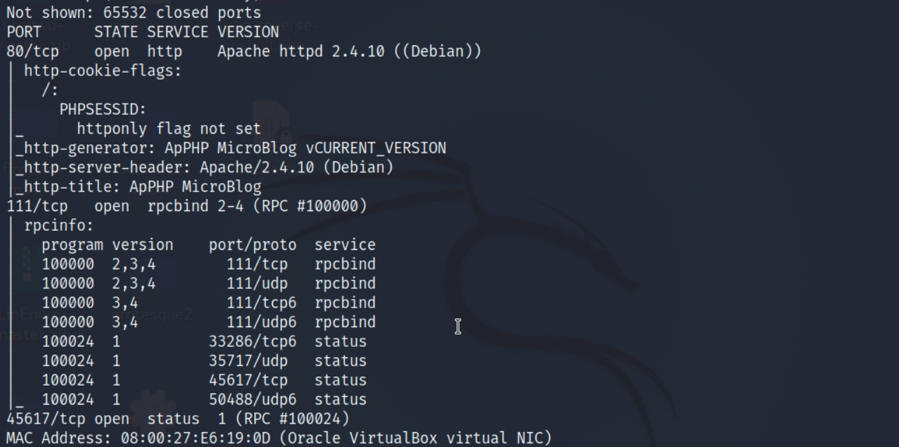 Not shown: 65532 closed ports
PORT      STATE SERVICE VERSION
80/tcp    open  http    Apache httpd 2.4.10 ((Debian))
| http-cookie-flags:
|   /:
|     PHPSESSID:
|_      httponly flag not set
|_http-generator: ApPHP MicroBlog vCURRENT_VERSION
|_http-server-header: Apache/2.4.10 (Debian)
|_http-title: ApPHP MicroBlog
111/tcp   open  rpcbind 2-4 (RPC #100000)
| rpcinfo:
|   program version    port/proto  service
|   100000  2,3,4        111/tcp   rpcbind
|   100000  2,3,4        111/udp   rpcbind
|   100000  3,4          111/tcp6  rpcbind
|   100000  3,4          111/udp6  rpcbind
|   100024  1          33286/tcp6  status
|   100024  1          35717/udp   status
|   100024  1          45617/tcp   status
|_  100024  1          50488/udp6  status
45617/tcp open  status  1 (RPC #100024)
MAC Address: 08:00:27:E6:19:0D (Oracle VirtualBox virtual NIC)